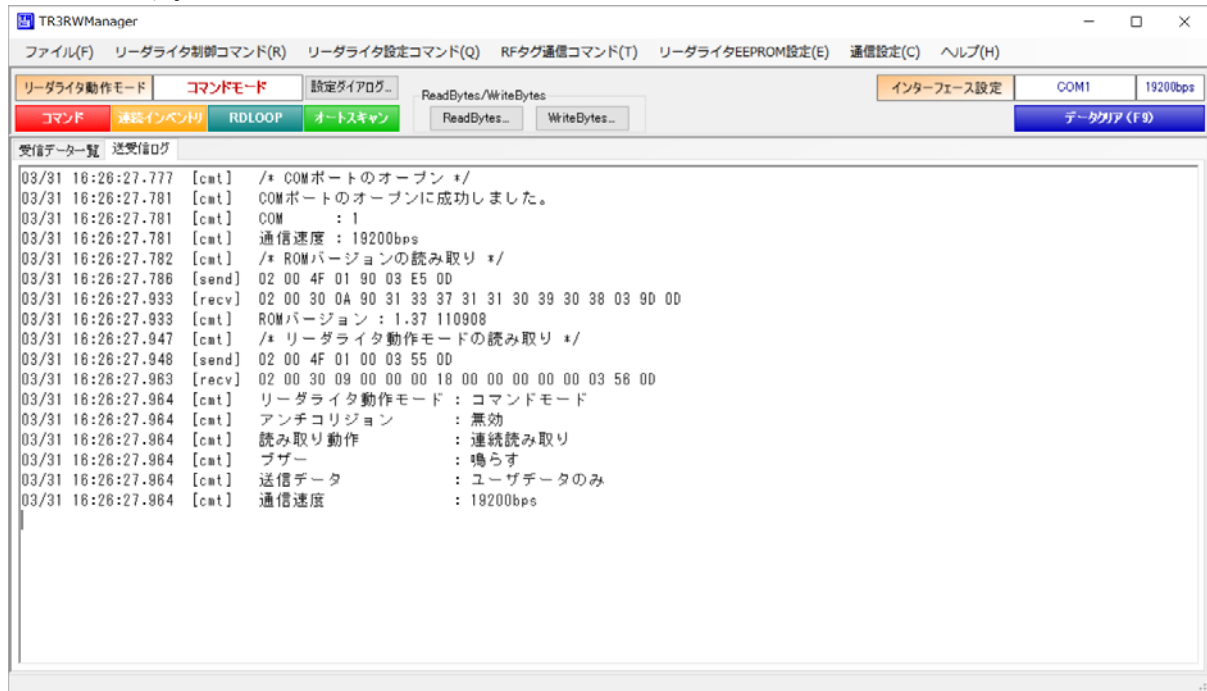 TR3RWManager
ファイル(F) リーダライタ制御コマンド(R) リーダライタ設定コマンド(Q) RFタグ通信コマンド(T) リーダライタEEPROM設定(E) 通信設定(C) ヘルプ(H)
リーダライタ動作モード コマンドモード 設定ダイアログ... ReadBytes/WriteBytes インターフェース設定 COM1 19200bps
コマンド 連続インベントリ RDLOOP オートスキャン ReadBytes... WriteBytes... データクリア(F9)
受信データ一覧 送受信ログ
03/31 16:26:27.777 [cmt] /* COMポートのオープン */
03/31 16:26:27.781 [cmt] COMポートのオープンに成功しました。
03/31 16:26:27.781 [cmt] COM : 1
03/31 16:26:27.781 [cmt] 通信速度 : 19200bps
03/31 16:26:27.782 [cmt] /* ROMバージョンの読み取り */
03/31 16:26:27.786 [send] 02 00 4F 01 90 03 E5 0D
03/31 16:26:27.933 [recv] 02 00 30 0A 90 31 33 37 31 31 30 39 30 38 03 9D 0D
03/31 16:26:27.933 [cmt] ROMバージョン : 1.37 110908
03/31 16:26:27.947 [cmt] /* リーダライタ動作モードの読み取り */
03/31 16:26:27.948 [send] 02 00 4F 01 00 03 55 0D
03/31 16:26:27.963 [recv] 02 00 30 09 00 00 00 18 00 00 00 00 00 03 56 0D
03/31 16:26:27.964 [cmt] リーダライタ動作モード : コマンドモード
03/31 16:26:27.964 [cmt] アンチコリジョン : 無効
03/31 16:26:27.964 [cmt] 読み取り動作 : 連続読み取り
03/31 16:26:27.964 [cmt] ブザー : 鳴らす
03/31 16:26:27.964 [cmt] 送信データ : ユーザデータのみ
03/31 16:26:27.964 [cmt] 通信速度 : 19200bps